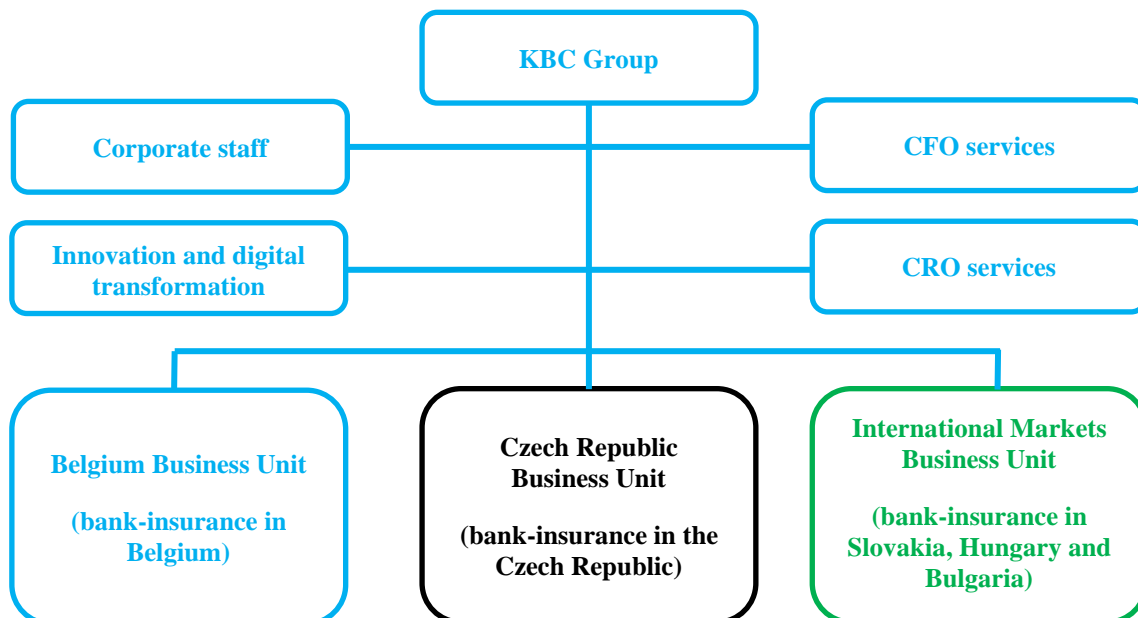 KBC Group
Corporate staff
CFO services
Innovation and digital
transformation
CRO services
Belgium Business Unit
(bank-insurance in
Belgium)
Czech Republic
Business Unit
(bank-insurance in the
Czech Republic)
International Markets
Business Unit
(bank-insurance in
Slovakia, Hungary and
Bulgaria)